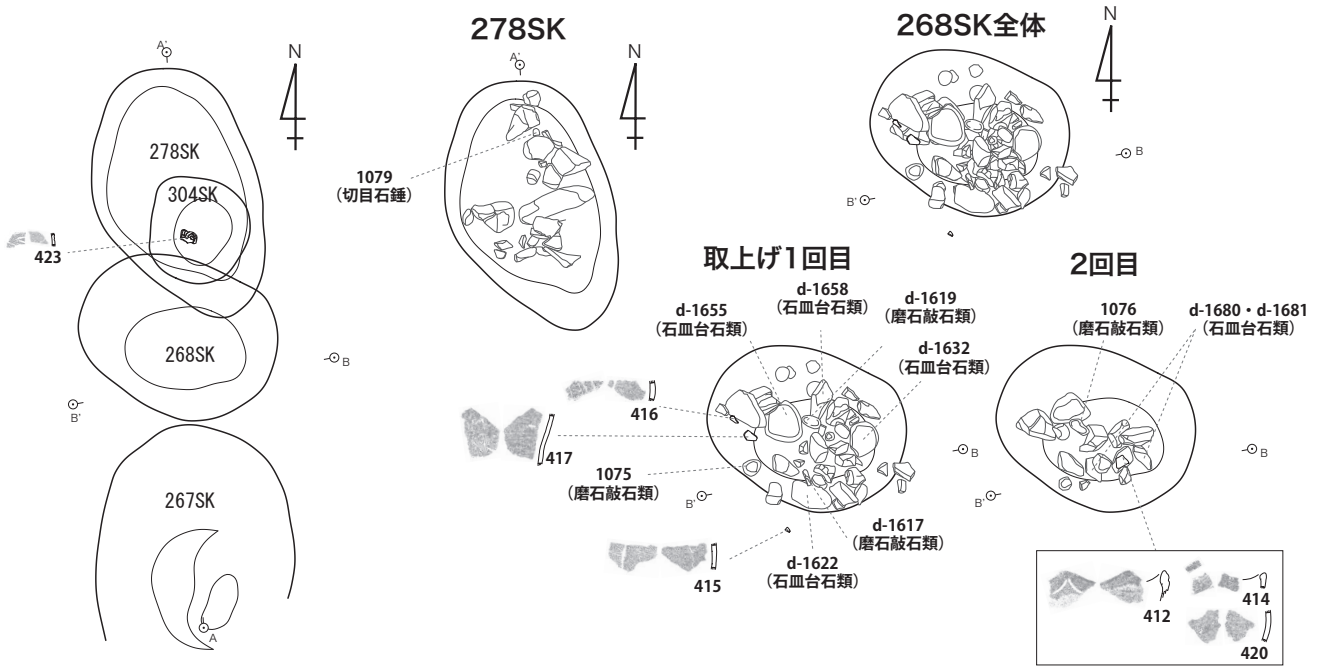 A'
N
278SK
304SK
423
268SK
B
B'
267SK
A
278SK
A'
N
1079
(切目石錘)
268SK全体
N
B
B'
取上げ1回目
d-1655
(石皿台石類)
d-1658
(石皿台石類)
d-1619
(磨石敲石類)
d-1632
(石皿台石類)
416
417
1075
(磨石敲石類)
B
B'
d-1617
(磨石敲石類)
d-1622
(石皿台石類)
415
2回目
1076
(磨石敲石類)
d-1680・d-1681
(石皿台石類)
B
B'
412
414
420